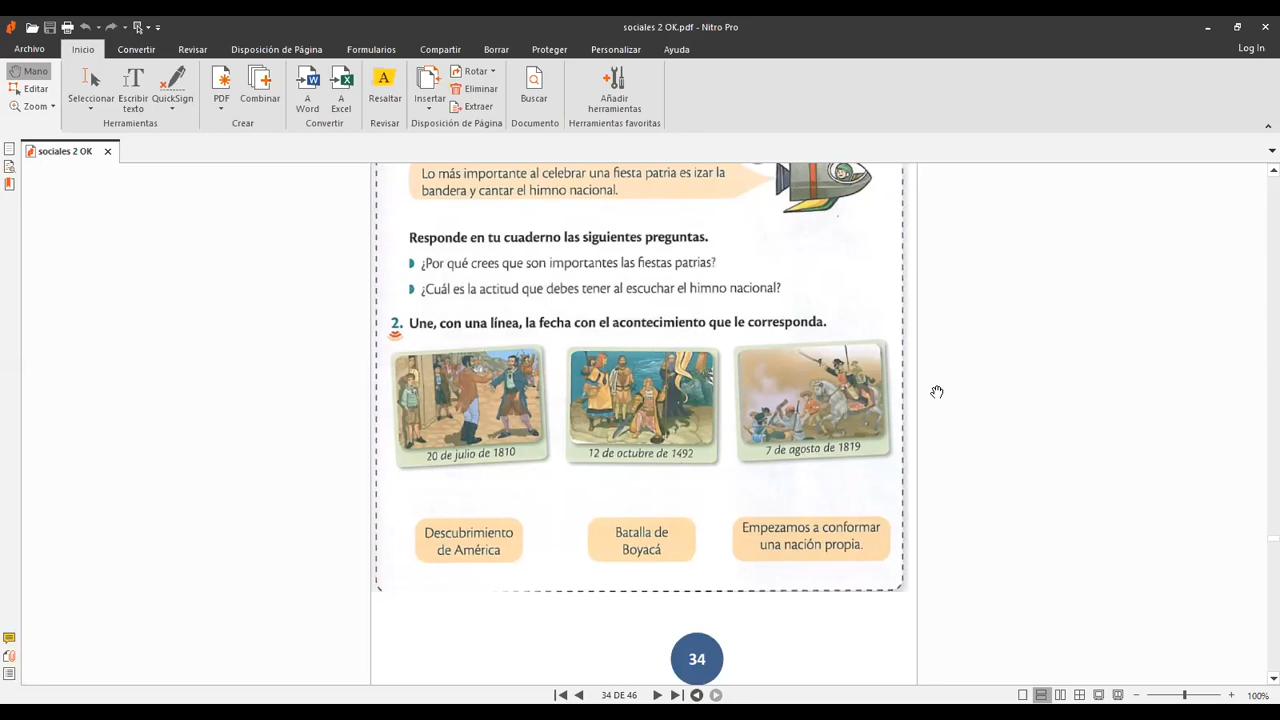 sociales 2 OK.pdf - Nitro Pro
Archivo Inicio Convertir Revisar Disposición de Página Formularios Compartir Borrar Proteger Personalizar Ayuda Log In
Mano
Editar
Zoom
Seleccionar
Escribir texto
QuickSign
Herramientas
PDF
Combinar
Crear
A Word
A Excel
Convertir
Resaltar
Revisar
Insertar
Rotar
Eliminar
Extraer
Disposición de Página
Buscar
Documento
Añadir herramientas
Herramientas favoritas
sociales 2 OK
Lo más importante al celebrar una fiesta patria es izar la
bandera y cantar el himno nacional.
Responde en tu cuaderno las siguientes preguntas.
¿Por qué crees que son importantes las fiestas patrias?
¿Cuál es la actitud que debes tener al escuchar el himno nacional?
2. Une, con una línea, la fecha con el acontecimiento que le corresponda.
20 de julio de 1810
12 de octubre de 1492
7 de agosto de 1819
Descubrimiento
de América
Batalla de
Boyacá
Empezamos a conformar
una nación propia.
34
34 DE 46
100%